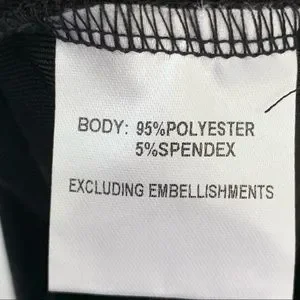 BODY: 95%POLYESTER
5%SPENDEX
EXCLUDING EMBELLISHMENTS